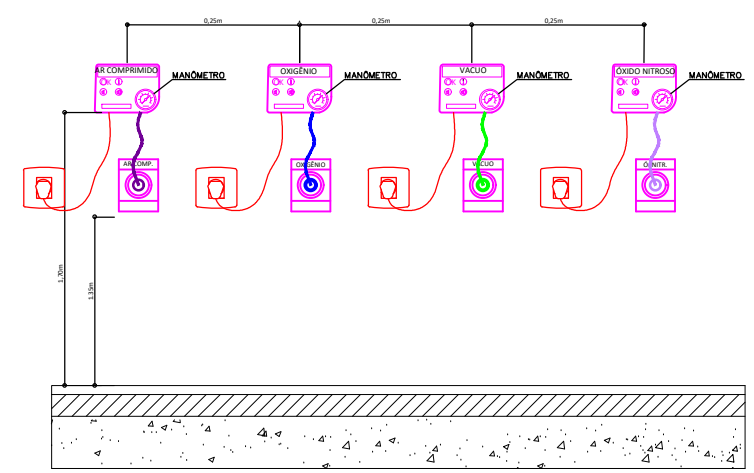 0,25m
0,25m
0,25m
AR COMPRIMIDO
OXIGÊNIO
VACUO
ÓXIDO NITROSO
MANÔMETRO
MANÔMETRO
MANÔMETRO
MANÔMETRO
AR COMP.
OXIGÊNIO
VACUO
1,70m
1.35m